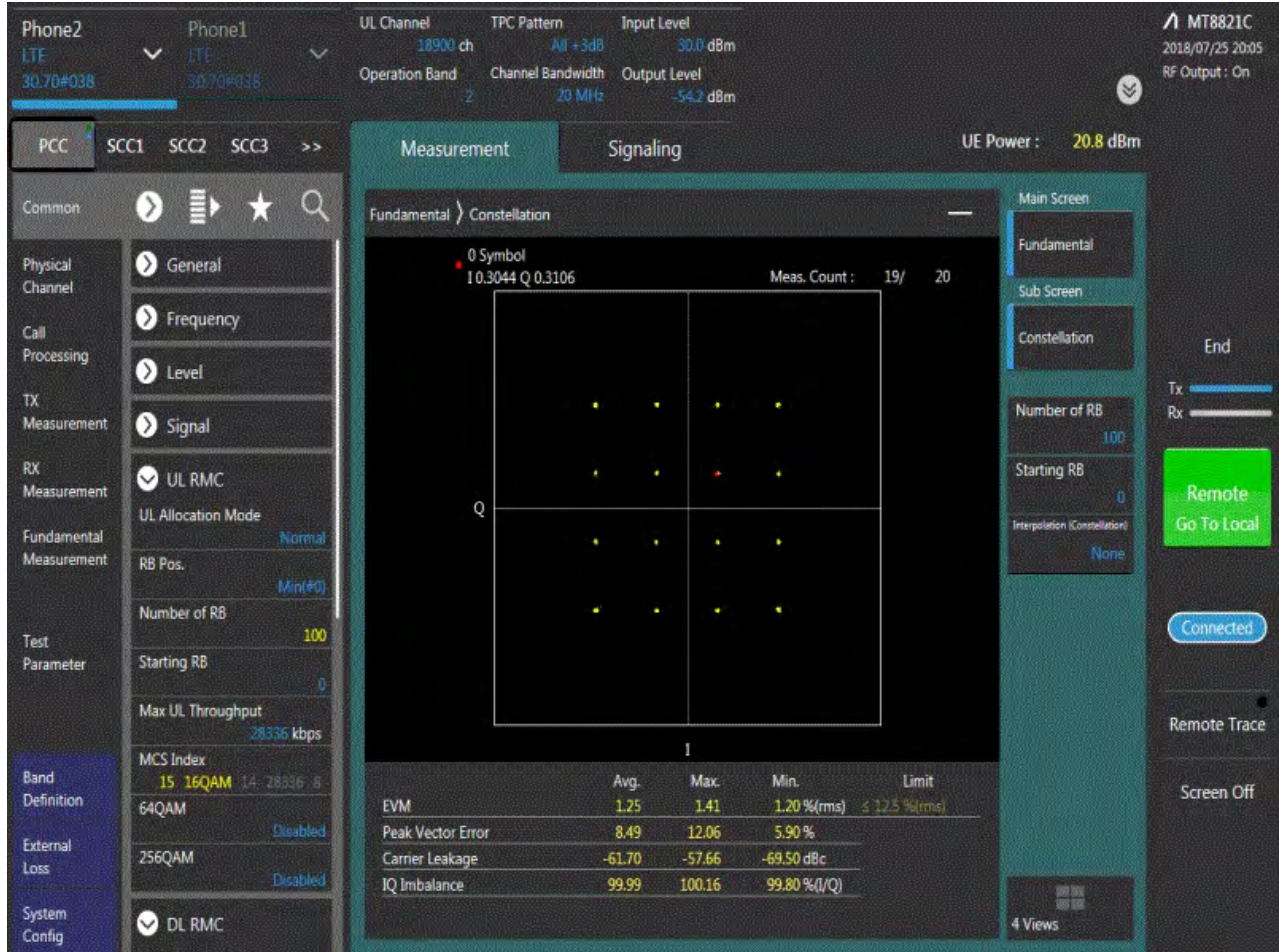 Phone2
LTE
30.70#038
Phone1
LTE
30.70#038
UL Channel
18900 ch
TPC Pattern
All +3dB
Input Level
30.0 dBm
Operation Band
2
Channel Bandwidth
20 MHz
Output Level
-54.2 dBm
MT8821C
2018/07/25 20:05
RF Output : On
PCC SCC1 SCC2 SCC3 >>
Measurement
Signaling
UE Power : 20.8 dBm
Common
Physical
Channel
Call
Processing
TX
Measurement
RX
Measurement
Fundamental
Measurement
Test
Parameter
Band
Definition
External
Loss
System
Config
General
Frequency
Level
Signal
UL RMC
UL Allocation Mode
Normal
RB Pos.
Min(#0)
Number of RB
100
Starting RB
0
Max UL Throughput
28336 kbps
MCS Index
15 16QAM 14 28336 8
64QAM
Disabled
256QAM
Disabled
DL RMC
Fundamental 〉 Constellation
0 Symbol
I 0.3044 Q 0.3106
Meas. Count : 19/ 20
Q
I
Avg. Max. Min. Limit
EVM 1.25 1.41 1.20 %(rms) ≤ 12.5 %(rms)
Peak Vector Error 8.49 12.06 5.90 %
Carrier Leakage -61.70 -57.66 -69.50 dBc
IQ Imbalance 99.99 100.16 99.80 %(I/Q)
Main Screen
Fundamental
Sub Screen
Constellation
Number of RB
100
Starting RB
0
Interpolation (Constellation)
None
4 Views
End
Tx
Rx
Remote
Go To Local
Connected
Remote Trace
Screen Off